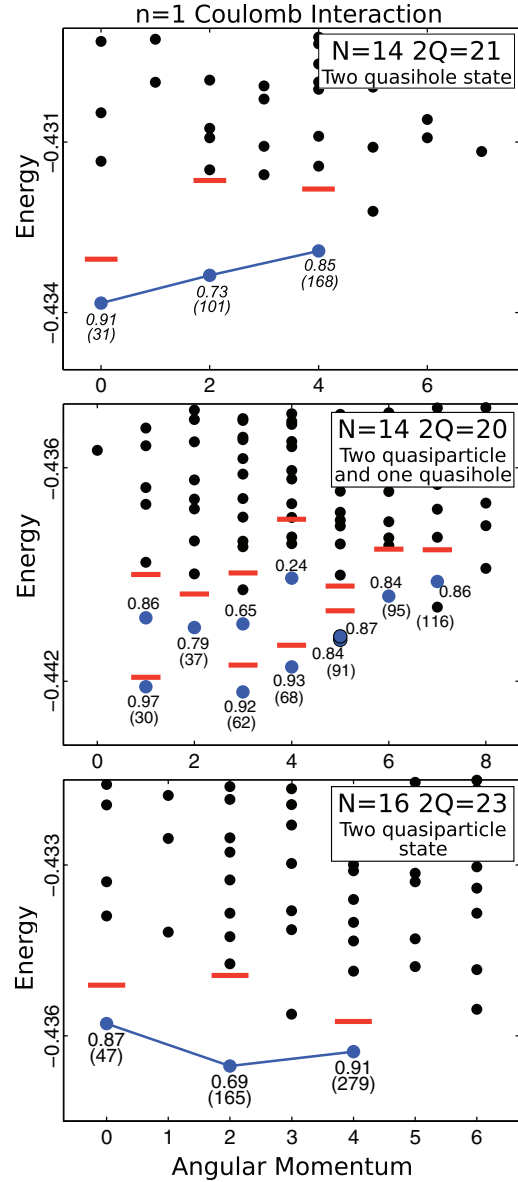 n=1 Coulomb Interaction
N=14 2Q=21
Two quasihole state
Energy
−0.431
−0.434
0.91
(31)
0.73
(101)
0.85
(168)
0 2 4 6
N=14 2Q=20
Two quasiparticle
and one quasihole
Energy
−0.436
−0.442
0.86
0.97
(30)
0.79
(37)
0.65
0.92
(62)
0.24
0.93
(68)
0.87
0.84
(91)
0.84
(95)
0.86
(116)
0 2 4 6 8
N=16 2Q=23
Two quasiparticle
state
Energy
−0.433
−0.436
0.87
(47)
0.69
(165)
0.91
(279)
0 1 2 3 4 5 6
Angular Momentum